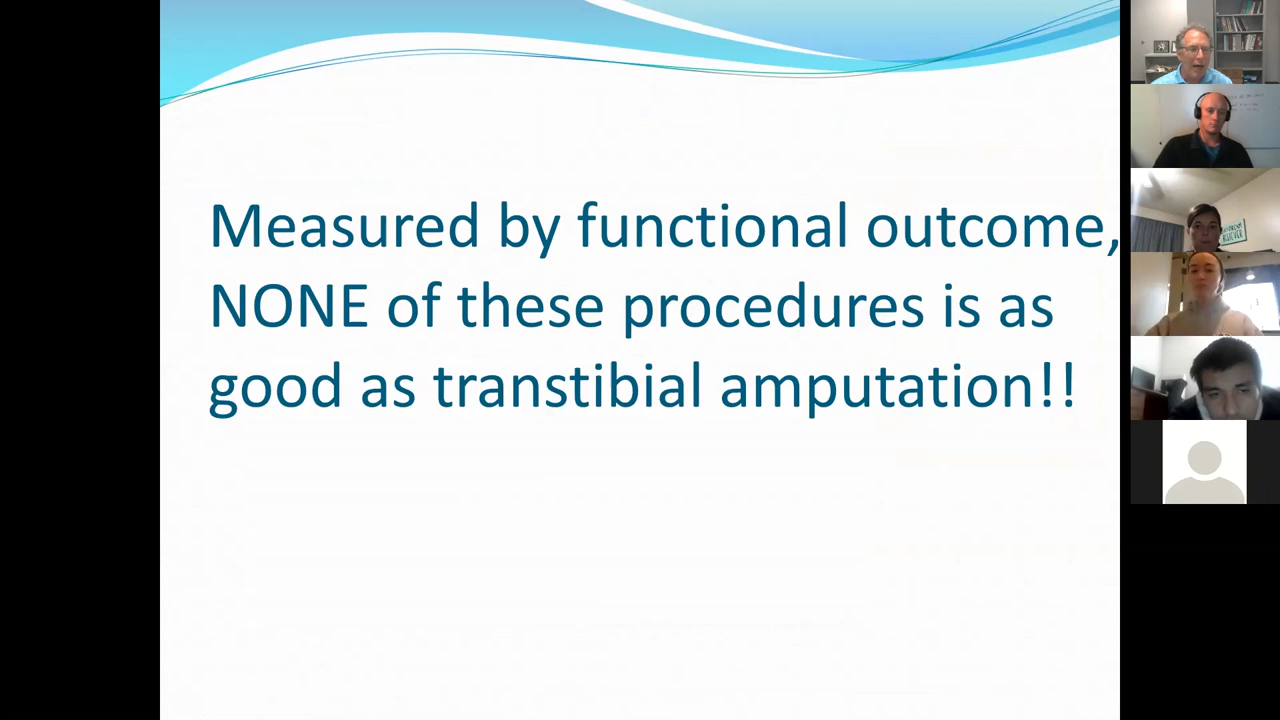 Measured by functional outcome,
NONE of these procedures is as
good as transtibial amputation!!